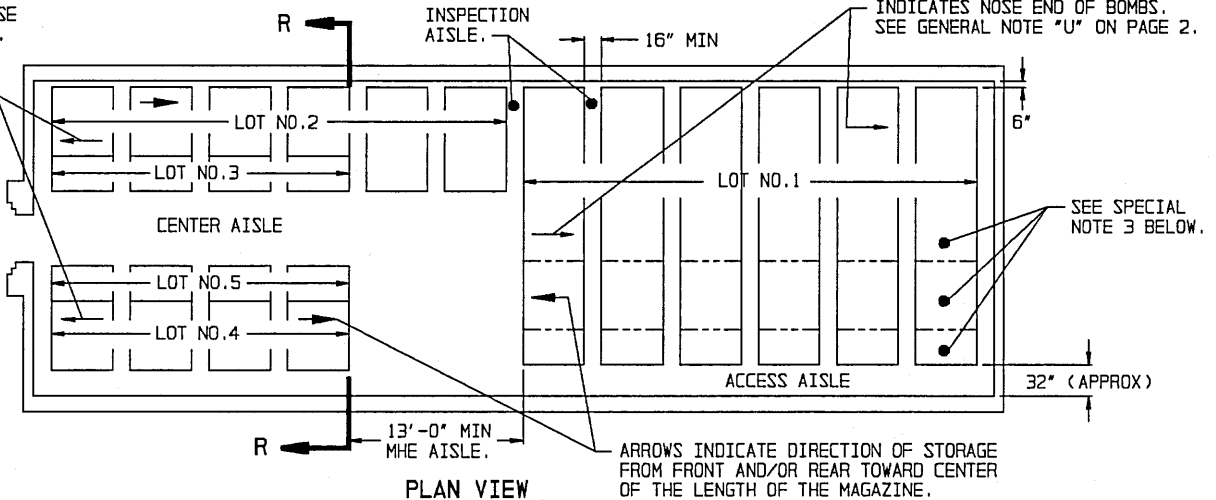 SE
.
R
INSPECTION
AISLE.
16" MIN
INDICATES NOSE END OF BOMBS.
SEE GENERAL NOTE "U" ON PAGE 2.
6"
LOT NO.2
LOT NO.3
LOT NO.1
CENTER AISLE
SEE SPECIAL
NOTE 3 BELOW.
LOT NO.5
LOT NO.4
ACCESS AISLE
32" (APPROX)
R
13'-0" MIN
MHE AISLE.
ARROWS INDICATE DIRECTION OF STORAGE
FROM FRONT AND/OR REAR TOWARD CENTER
OF THE LENGTH OF THE MAGAZINE.
PLAN VIEW